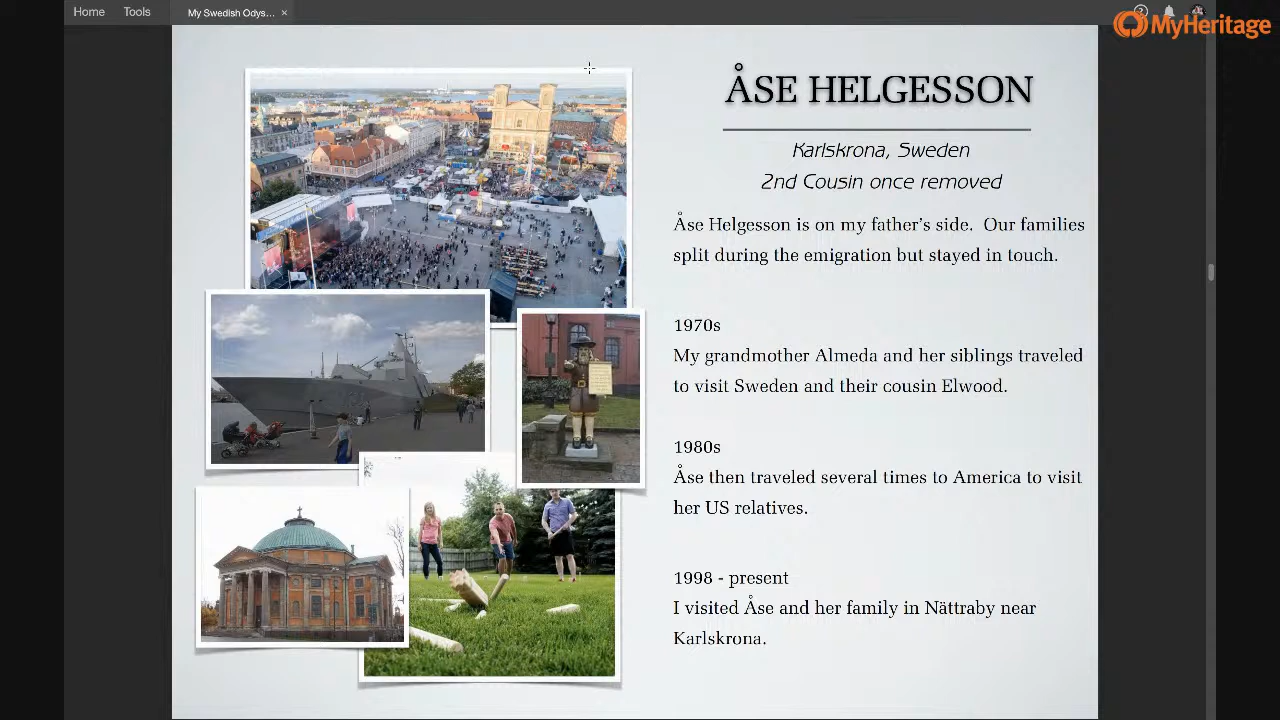 Home Tools My Swedish Odys... ×
MyHeritage
ÅSE HELGESSON
Karlskrona, Sweden
2nd Cousin once removed
Åse Helgesson is on my father's side.  Our families
split during the emigration but stayed in touch.
1970s
My grandmother Almeda and her siblings traveled
to visit Sweden and their cousin Elwood.
1980s
Åse then traveled several times to America to visit
her US relatives.
1998 - present
I visited Åse and her family in Nättraby near
Karlskrona.